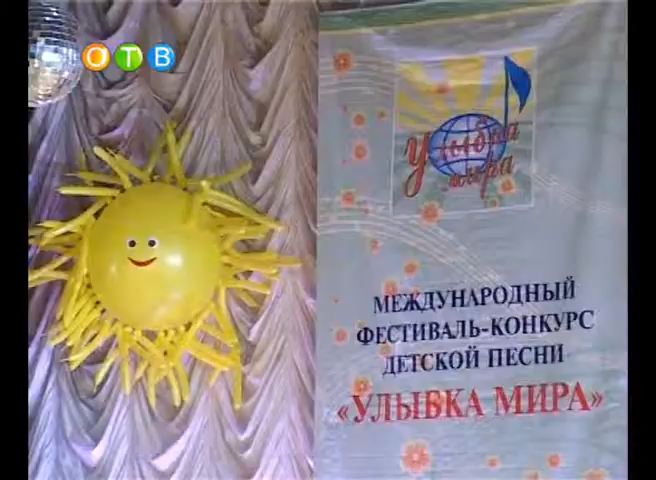 ОТВ
Улыбка
мира
МЕЖДУНАРОДНЫЙ
ФЕСТИВАЛЬ-КОНКУРС
ДЕТСКОЙ ПЕСНИ
«УЛЫБКА МИРА»